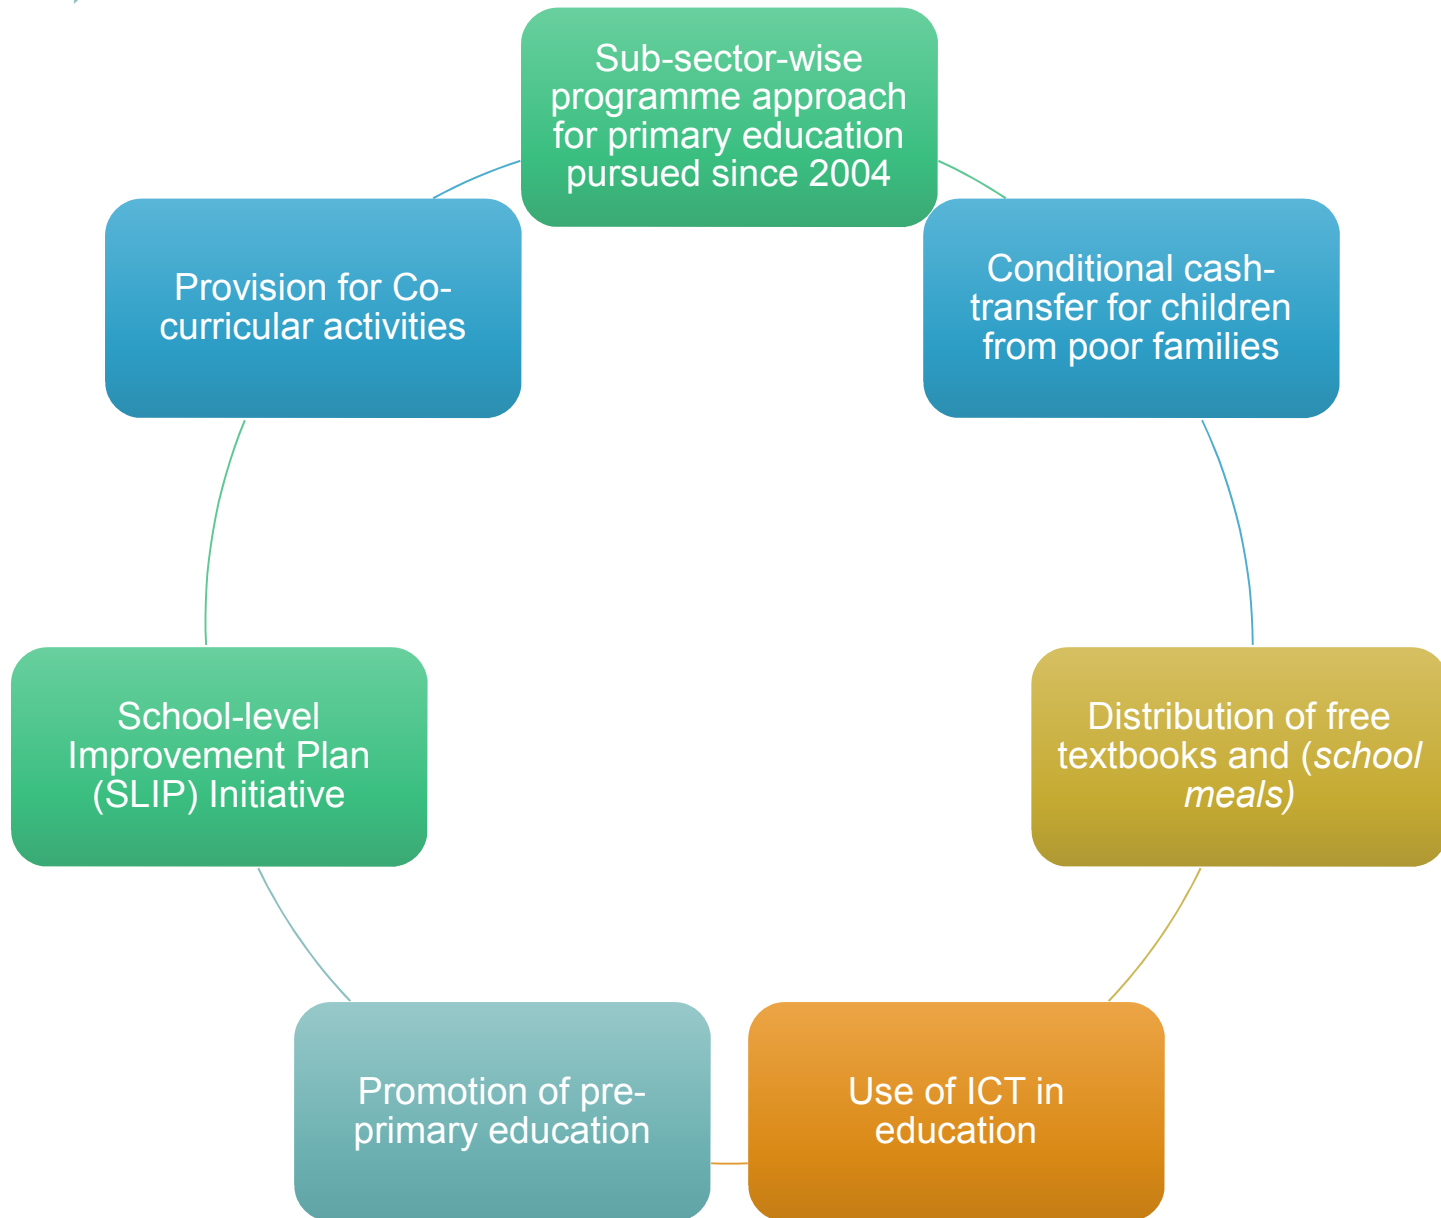 Sub-sector-wise
programme approach
for primary education
pursued since 2004
Conditional cash-
transfer for children
from poor families
Distribution of free
textbooks and (school
meals)
Use of ICT in
education
Promotion of pre-
primary education
School-level
Improvement Plan
(SLIP) Initiative
Provision for Co-
curricular activities